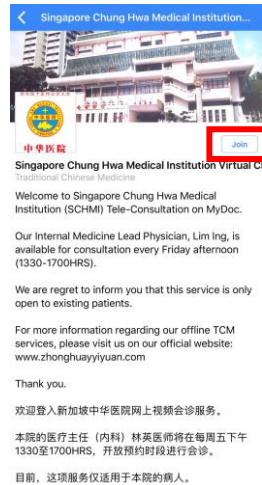 Singapore Chung Hwa Medical Institution...
中华医院
Join
Singapore Chung Hwa Medical Institution Virtual Cl
Traditional Chinese Medicine
Welcome to Singapore Chung Hwa Medical
Institution (SCHMI) Tele-Consultation on MyDoc.
Our Internal Medicine Lead Physician, Lim Ing, is
available for consultation every Friday afternoon
(1330-1700HRS).
We are regret to inform you that this service is only
open to existing patients.
For more information regarding our offline TCM
services, please visit us on our official website:
www.zhonghuayyiyuan.com
Thank you.
欢迎登入新加坡中华医院网上视频会诊服务。
本院的医疗主任（内科）林英医师将在每周五下午
1330至1700HRS，开放预约时段进行会诊。
目前，这项服务仅适用于本院的病人。